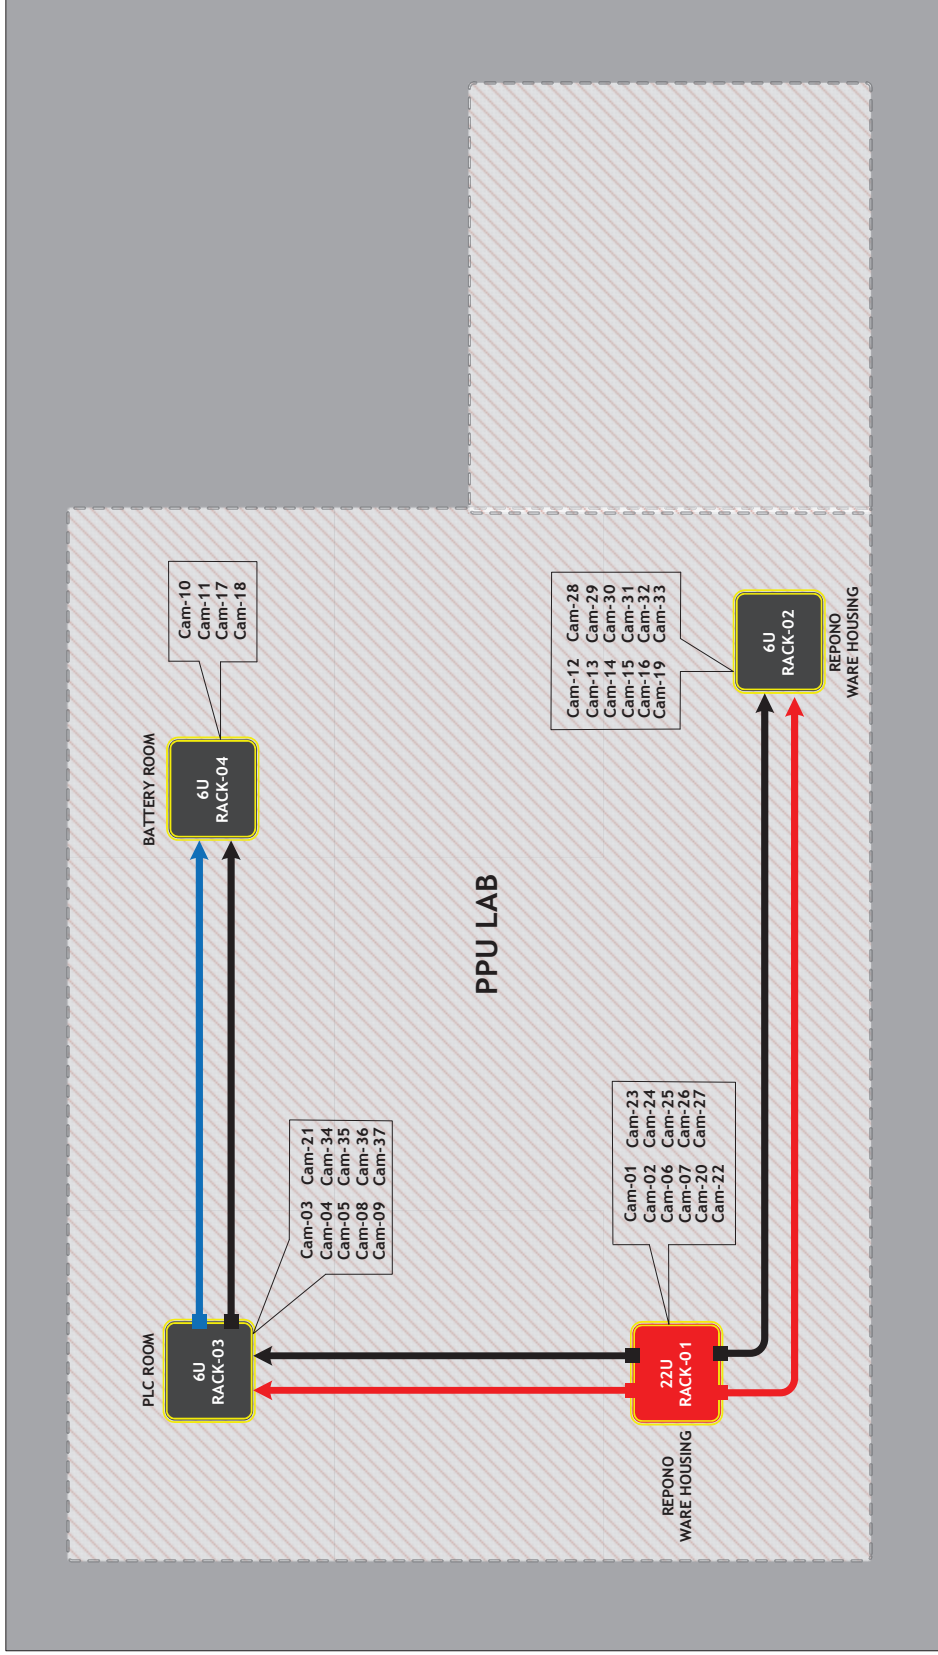 PLC ROOM
6U
RACK-03
Cam-03 Cam-21
Cam-04 Cam-34
Cam-05 Cam-35
Cam-08 Cam-36
Cam-09 Cam-37
BATTERY ROOM
6U
RACK-04
Cam-10
Cam-11
Cam-17
Cam-18
PPU LAB
REPONO
WARE HOUSING
22U
RACK-01
Cam-01 Cam-23
Cam-02 Cam-24
Cam-06 Cam-25
Cam-07 Cam-26
Cam-20 Cam-27
Cam-22
Cam-12 Cam-28
Cam-13 Cam-29
Cam-14 Cam-30
Cam-15 Cam-31
Cam-16 Cam-32
Cam-19 Cam-33
6U
RACK-02
REPONO
WARE HOUSING